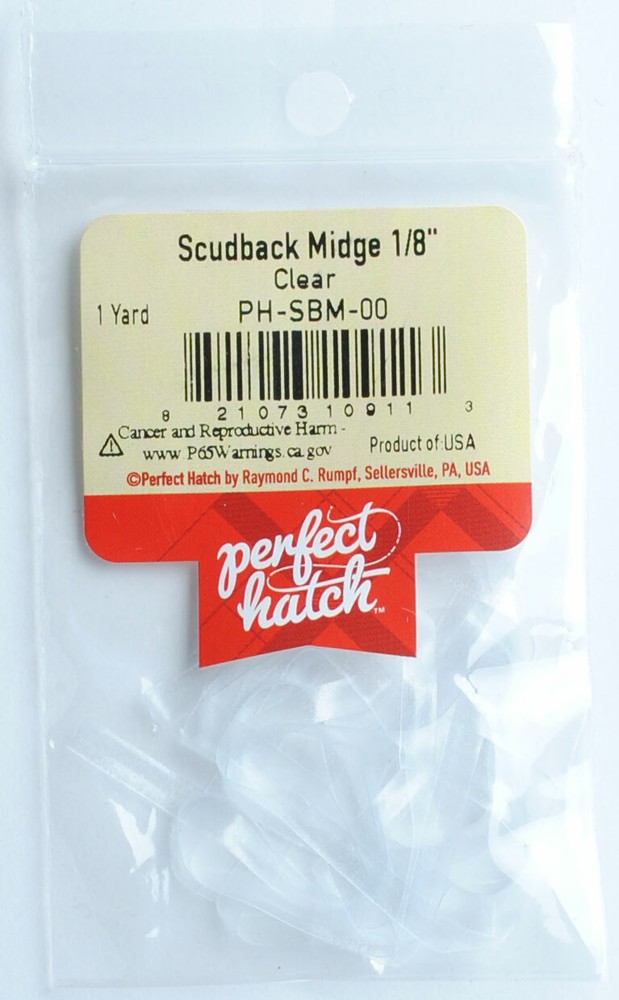 Scudback Midge 1/8"
Clear
1 Yard PH-SBM-00
8 21073 10911 3
Cancer and Reproductive Harm -
www.P65Warnings.ca.gov Product of USA
©Perfect Hatch by Raymond C. Rumpf, Sellersville, PA, USA
perfect
hatch™